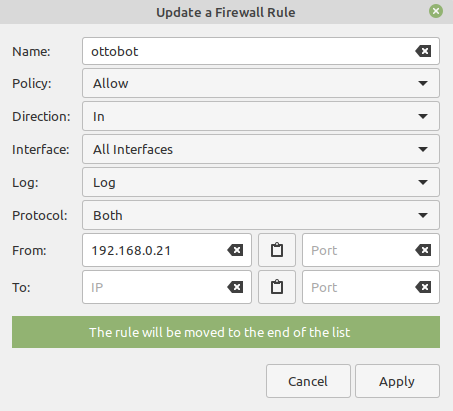 Update a Firewall Rule
Name: ottobot
Policy: Allow
Direction: In
Interface: All Interfaces
Log: Log
Protocol: Both
From: 192.168.0.21 Port
To: IP Port
The rule will be moved to the end of the list
Cancel Apply